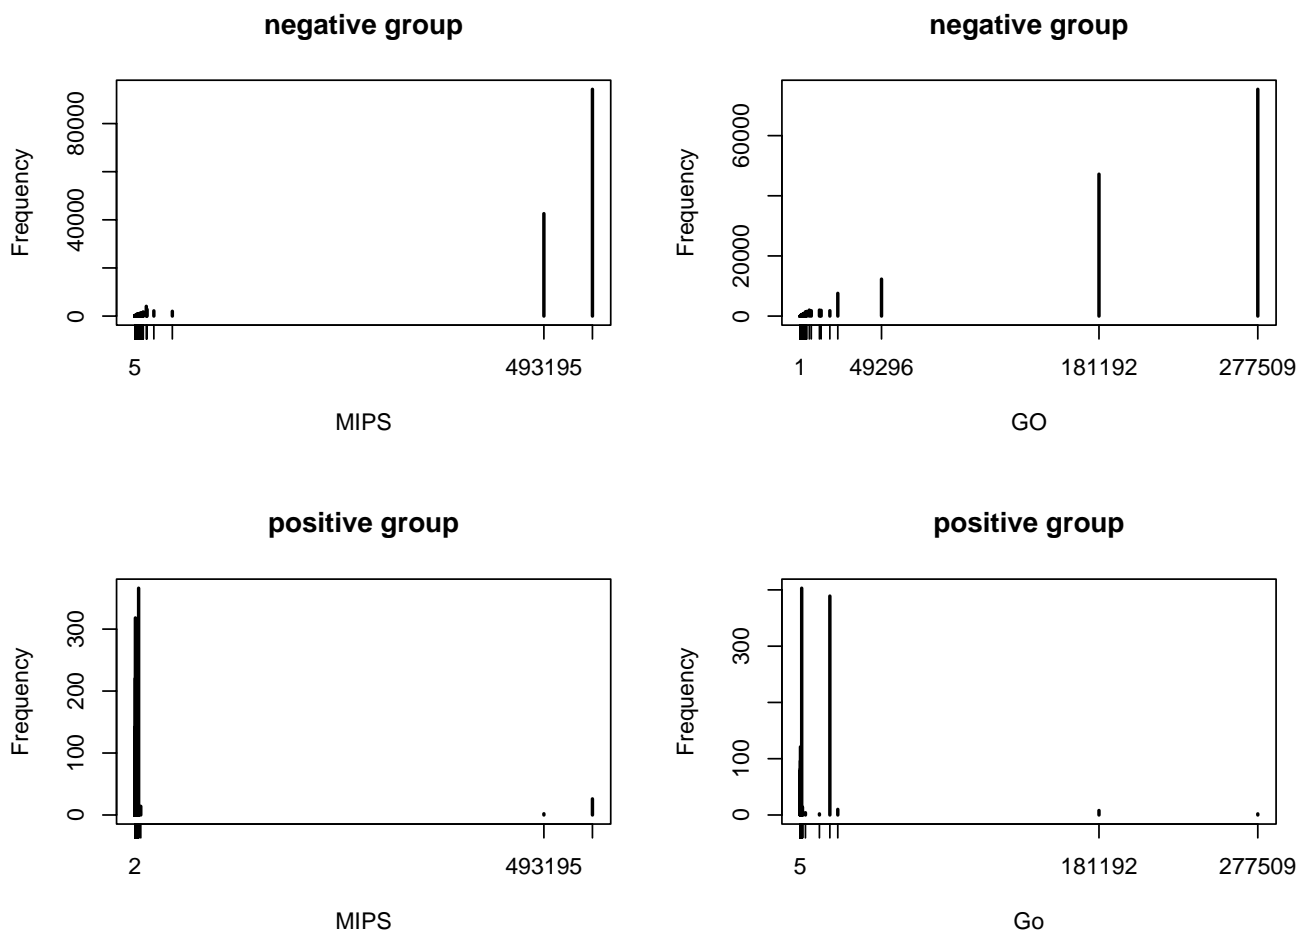 negative group
Frequency
0
40000
80000
5
493195
MIPS
negative group
Frequency
0
20000
60000
1
49296
181192
277509
GO
positive group
Frequency
0
100
200
300
2
493195
MIPS
positive group
Frequency
0
100
300
5
181192
277509
Go